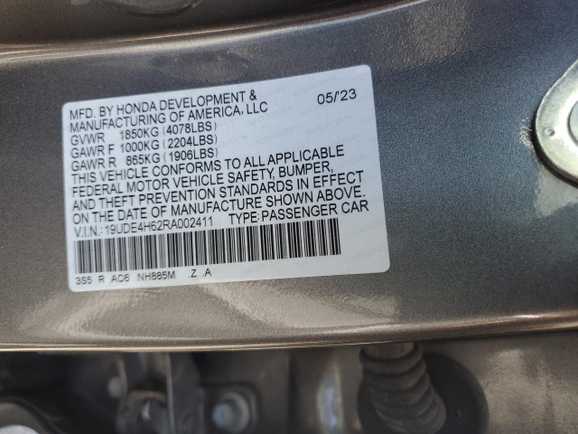 MFD. BY HONDA DEVELOPMENT & 05/23
MANUFACTURING OF AMERICA, LLC
GVWR 1850KG (4078LBS)
GAWR F 1000KG (2204LBS)
GAWR R 865KG (1906LBS)
THIS VEHICLE CONFORMS TO ALL APPLICABLE
FEDERAL MOTOR VEHICLE SAFETY, BUMPER,
AND THEFT PREVENTION STANDARDS IN EFFECT
ON THE DATE OF MANUFACTURE SHOWN ABOVE.
V.I.N.:19UDE4H62RA002411 TYPE:PASSENGER CAR
3S5 R AC6 NH885M .Z .A